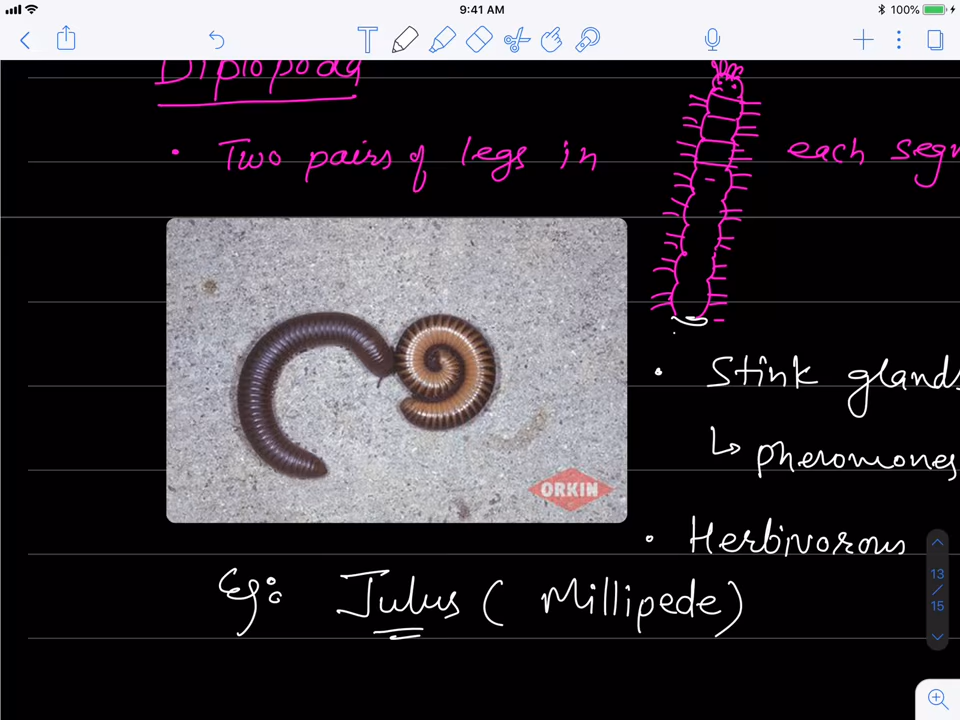 9:41 AM
100%
T
Diplopoda
• Two pairs of legs in each segm
• Stink glands
↳ pheromones
ORKIN
• Herbivorous
13
/
15
Eg: Julus (Millipede)